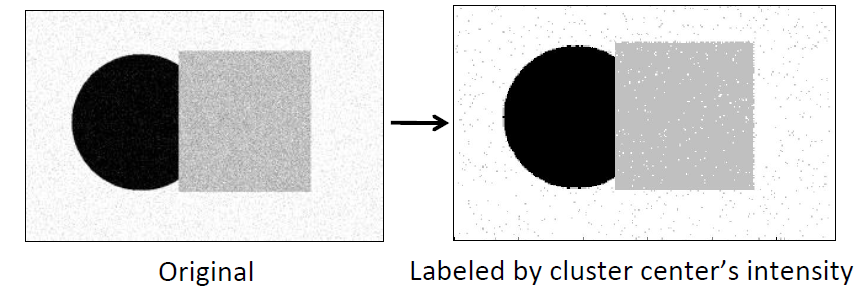 Original
Labeled by cluster center’s intensity